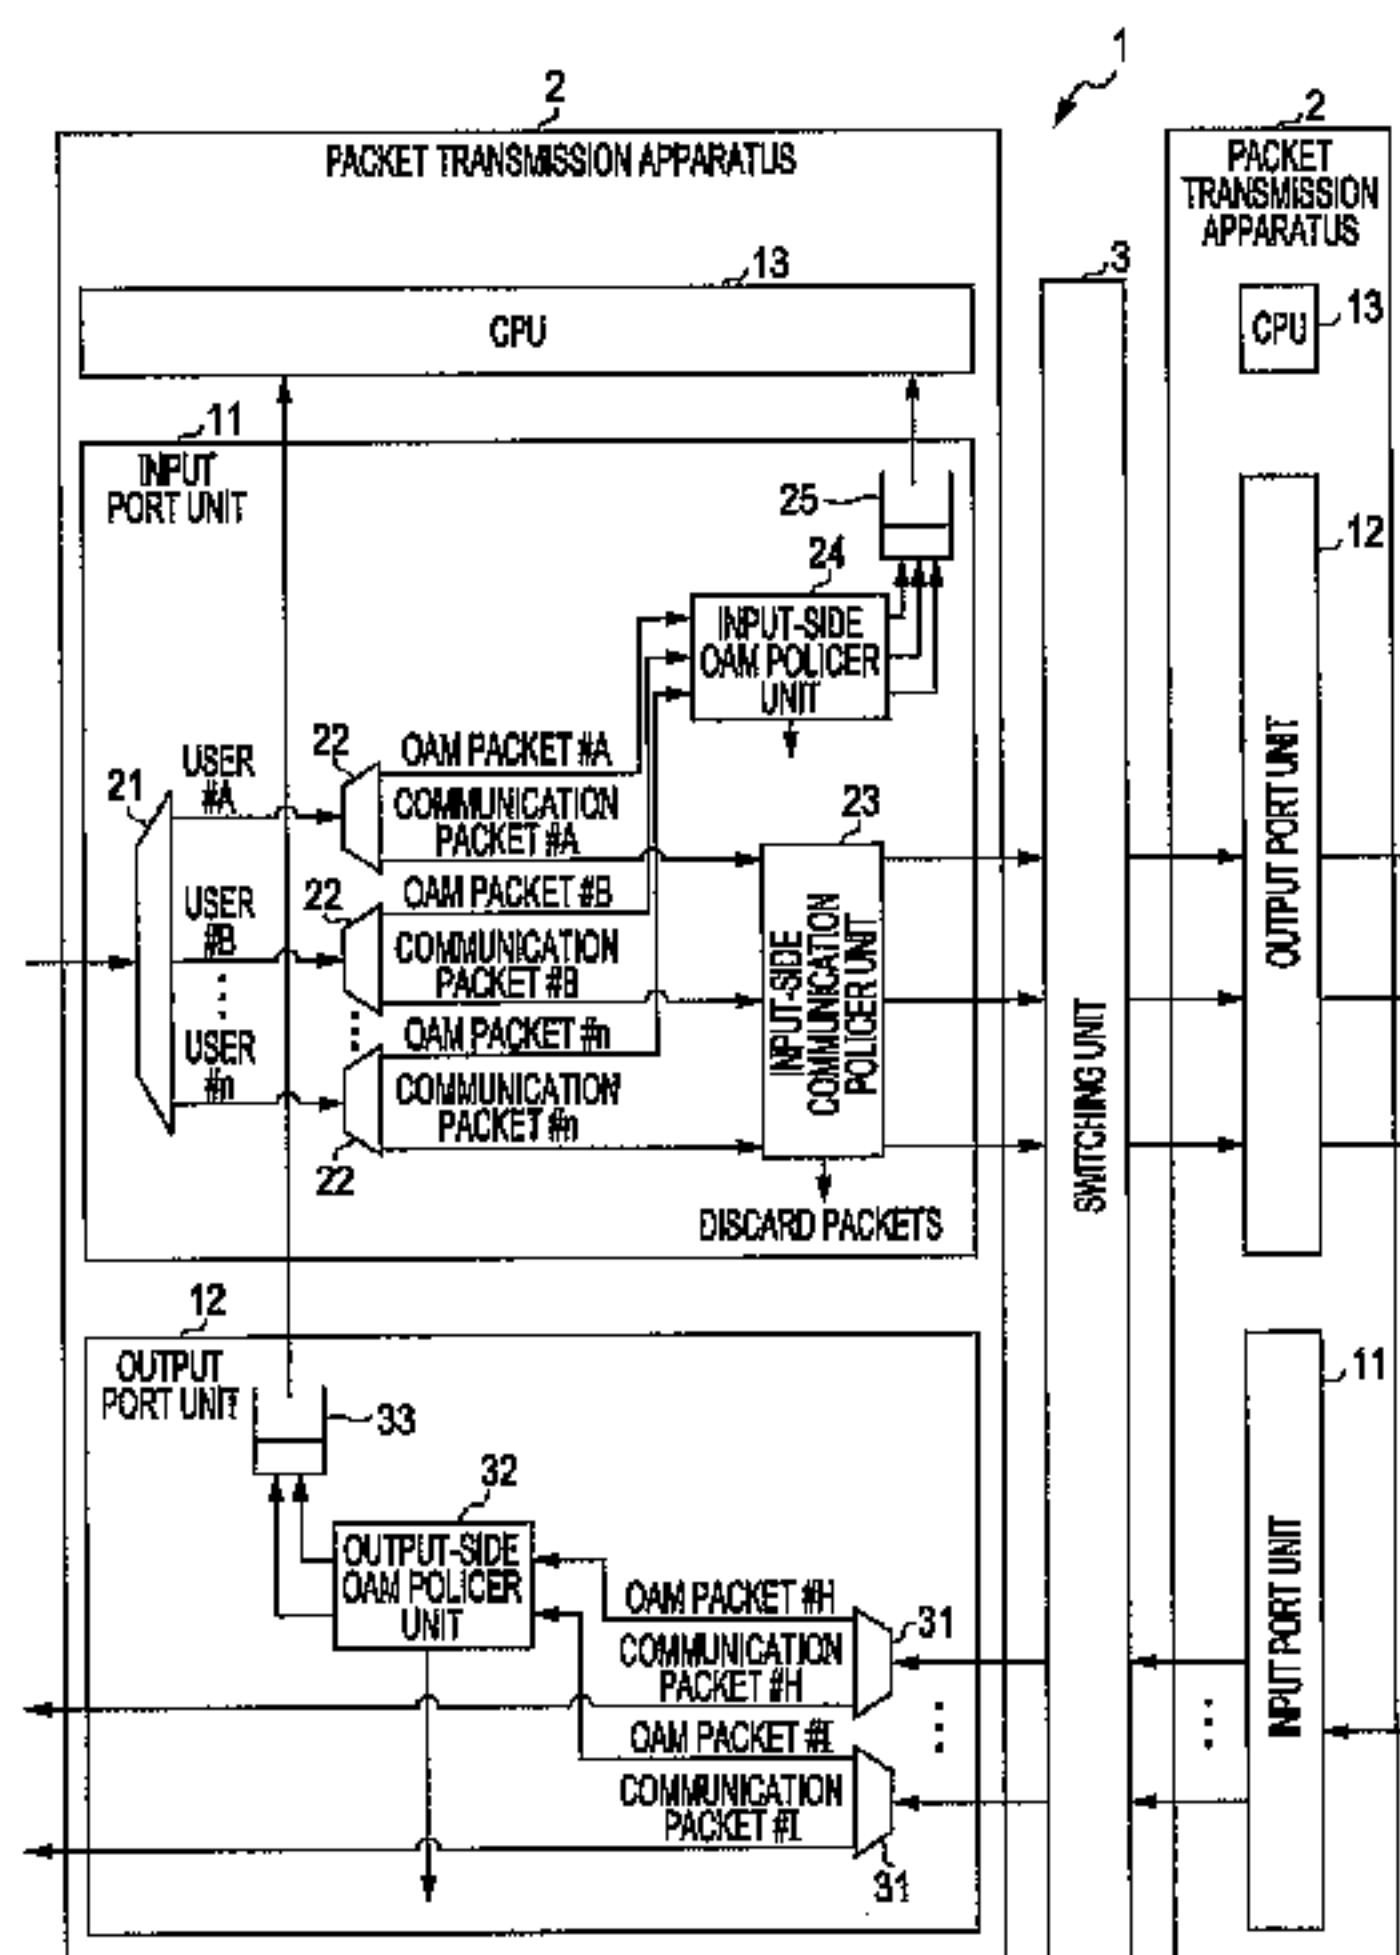 1
2
PACKET TRANSMISSION APPARATUS
2
PACKET
TRANSMISSION
APPARATUS
13
CPU
3
CPU
13
11
INPUT
PORT UNIT
25
12
OUTPUT PORT UNIT
24
INPUT-SIDE
OAM POLICER
UNIT
21
USER
#A
22
OAM PACKET #A
COMMUNICATION
PACKET #A
23
INPUT-SIDE
COMMUNICATION
POLICER UNIT
USER
#B
22
OAM PACKET #B
COMMUNICATION
PACKET #B
USER
#n
22
OAM PACKET #n
COMMUNICATION
PACKET #n
DISCARD PACKETS
SWITCHING UNIT
12
OUTPUT
PORT UNIT
33
11
INPUT PORT UNIT
32
OUTPUT-SIDE
OAM POLICER
UNIT
OAM PACKET #H
COMMUNICATION
PACKET #H
31
OAM PACKET #I
COMMUNICATION
PACKET #I
31